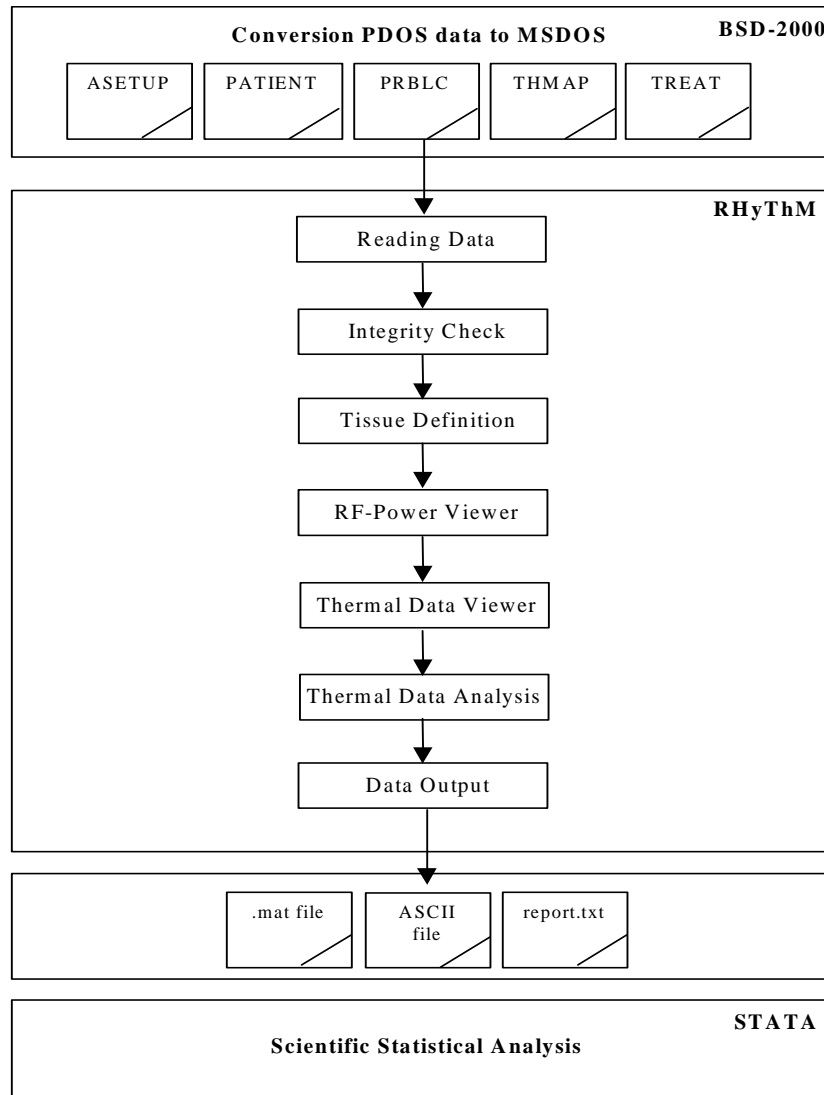 BSD-2000
Conversion PDOS data to MSDOS
ASETUP
PATIENT
PRBLC
THMAP
TREAT
RHyThM
Reading Data
Integrity Check
Tissue Definition
RF-Power Viewer
Thermal Data Viewer
Thermal Data Analysis
Data Output
.mat file
ASCII
file
report.txt
STATA
Scientific Statistical Analysis